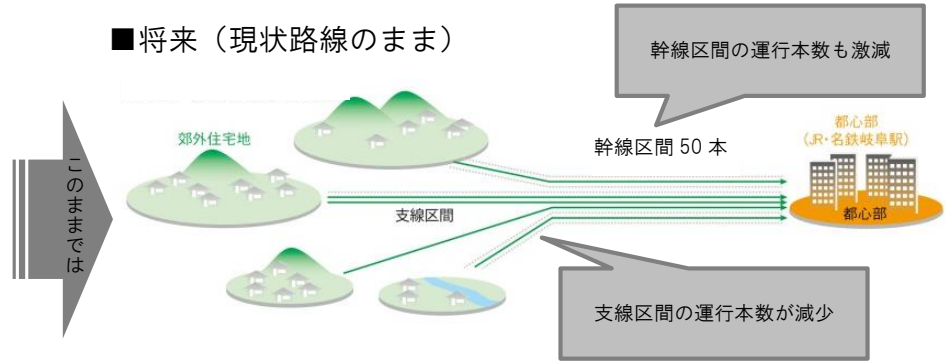 ■将来（現状路線のまま）
このままでは
幹線区間の運行本数も激減
郊外住宅地
幹線区間 50 本
都心部
（JR・名鉄岐阜駅）
支線区間
都心部
支線区間の運行本数が減少